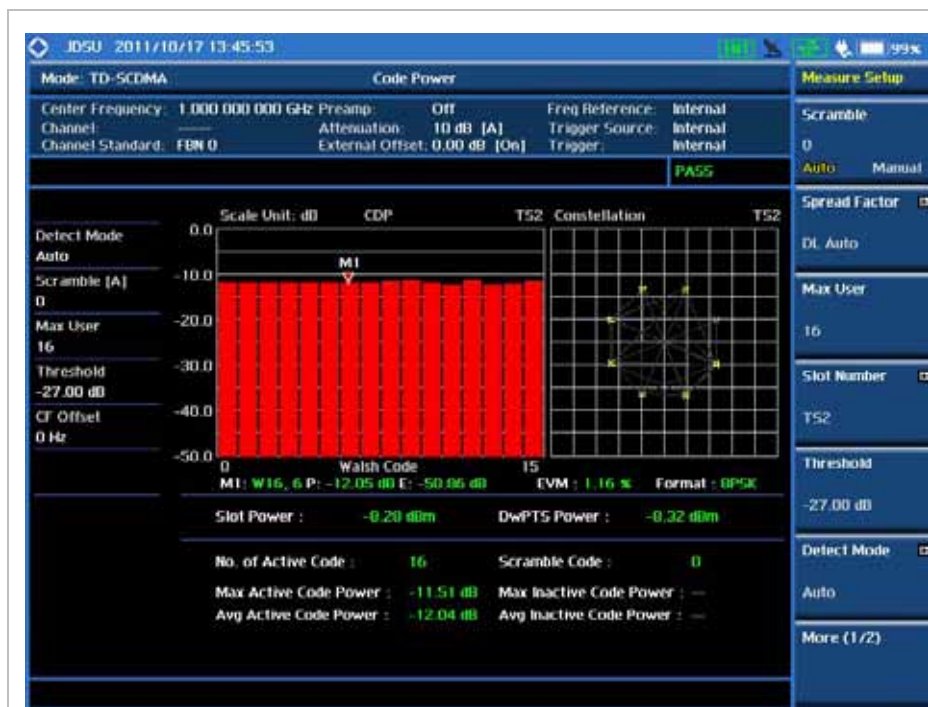 JDSU 2011/10/17 13:45:53 99%
Mode: TD-SCDMA Code Power Measure Setup
Center Frequency: 1.000 000 000 GHz Preamp: Off Freq Reference: Internal
Channel: ---- Attenuation: 10 dB [A] Trigger Source: Internal
Channel Standard: FBN 0 External Offset: 0.00 dB [On] Trigger: Internal
PASS
Scramble
0
Auto Manual
Scale Unit: dB CDP TS2 Constellation TS2
Detect Mode
Auto
Scramble [A]
0
Max User
16
Threshold
-27.00 dB
CF Offset
0 Hz
0.0
-10.0
-20.0
-30.0
-40.0
-50.0
M1
0 Walsh Code 15
M1: W16, 6 P: -12.05 dB E: -50.86 dB EVM : 1.16 % Format : 8PSK
Slot Power : -0.20 dBm DwPTS Power : -0.32 dBm
No. of Active Code : 16 Scramble Code : 0
Max Active Code Power : -11.51 dB Max Inactive Code Power : --
Avg Active Code Power : -12.04 dB Avg Inactive Code Power : --
Spread Factor
DL Auto
Max User
16
Slot Number
TS2
Threshold
-27.00 dB
Detect Mode
Auto
More (1/2)